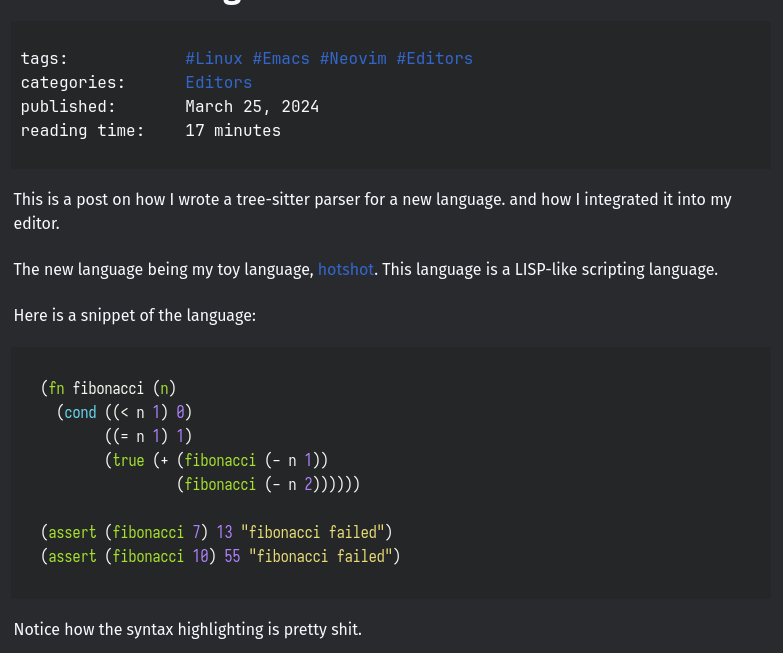 tags: #Linux #Emacs #Neovim #Editors
categories: Editors
published: March 25, 2024
reading time: 17 minutes
This is a post on how I wrote a tree-sitter parser for a new language. and how I integrated it into my
editor.
The new language being my toy language, hotshot. This language is a LISP-like scripting language.
Here is a snippet of the language:
(fn fibonacci (n)
  (cond ((< n 1) 0)
        ((= n 1) 1)
        (true (+ (fibonacci (- n 1))
                 (fibonacci (- n 2))))))
(assert (fibonacci 7) 13 "fibonacci failed")
(assert (fibonacci 10) 55 "fibonacci failed")
Notice how the syntax highlighting is pretty shit.